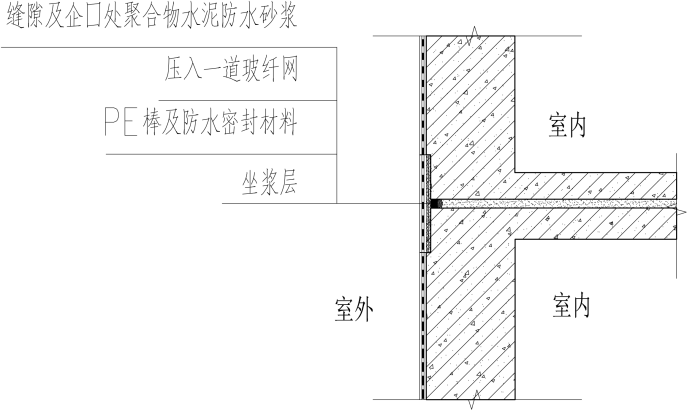 缝隙及企口处聚合物水泥防水砂浆
压入一道玻纤网
PE棒及防水密封材料
坐浆层
室内
室外
室内